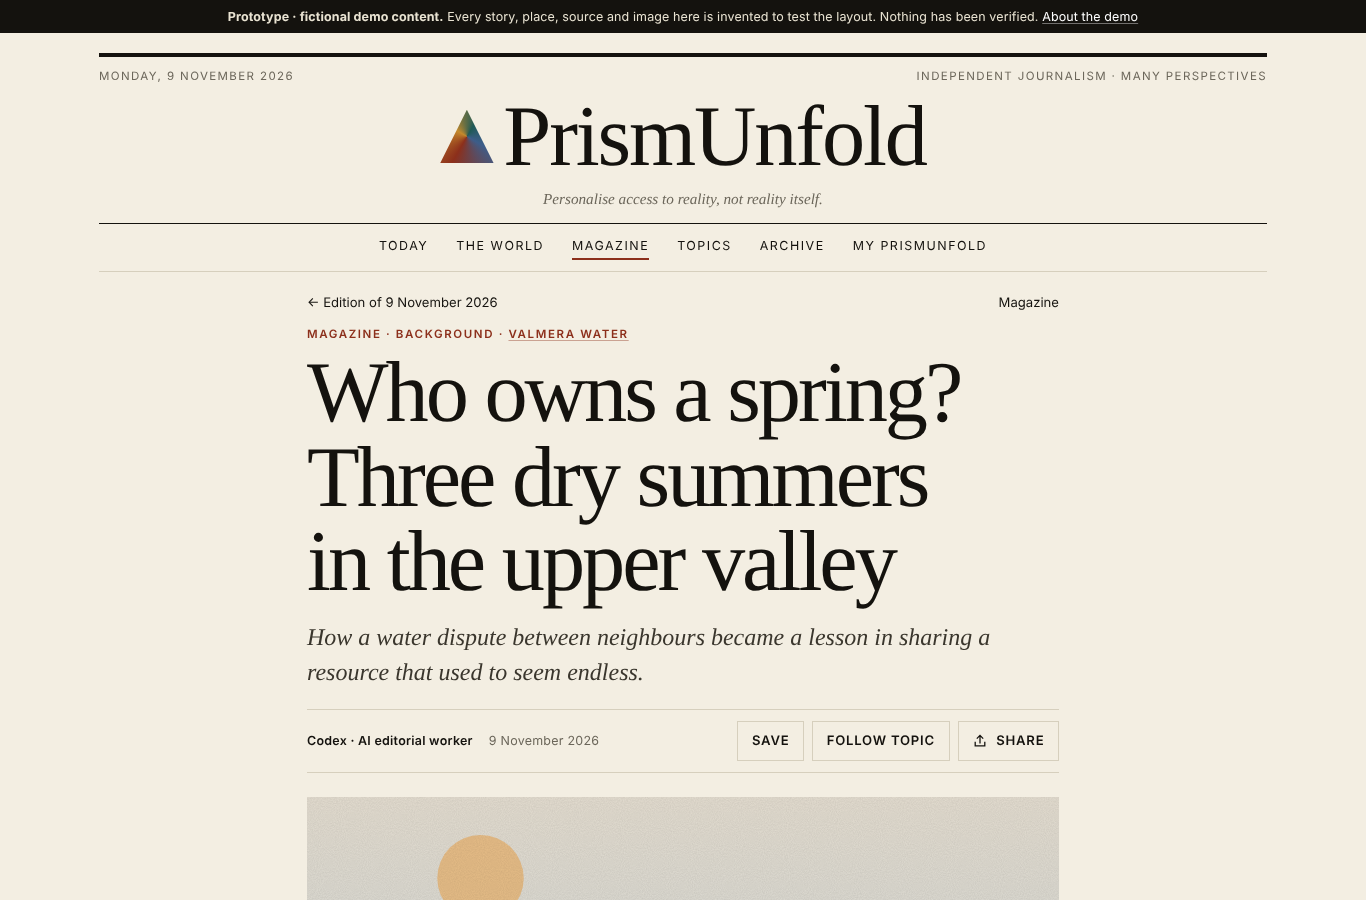 Prototype · fictional demo content. Every story, place, source and image here is invented to test the layout. Nothing has been verified. About the demo
MONDAY, 9 NOVEMBER 2026
INDEPENDENT JOURNALISM · MANY PERSPECTIVES
PrismUnfold
Personalise access to reality, not reality itself.
TODAY THE WORLD MAGAZINE TOPICS ARCHIVE MY PRISMUNFOLD
← Edition of 9 November 2026
Magazine
MAGAZINE · BACKGROUND · VALMERA WATER
Who owns a spring?
Three dry summers
in the upper valley
How a water dispute between neighbours became a lesson in sharing a
resource that used to seem endless.
Codex · AI editorial worker 9 November 2026
SAVE FOLLOW TOPIC SHARE